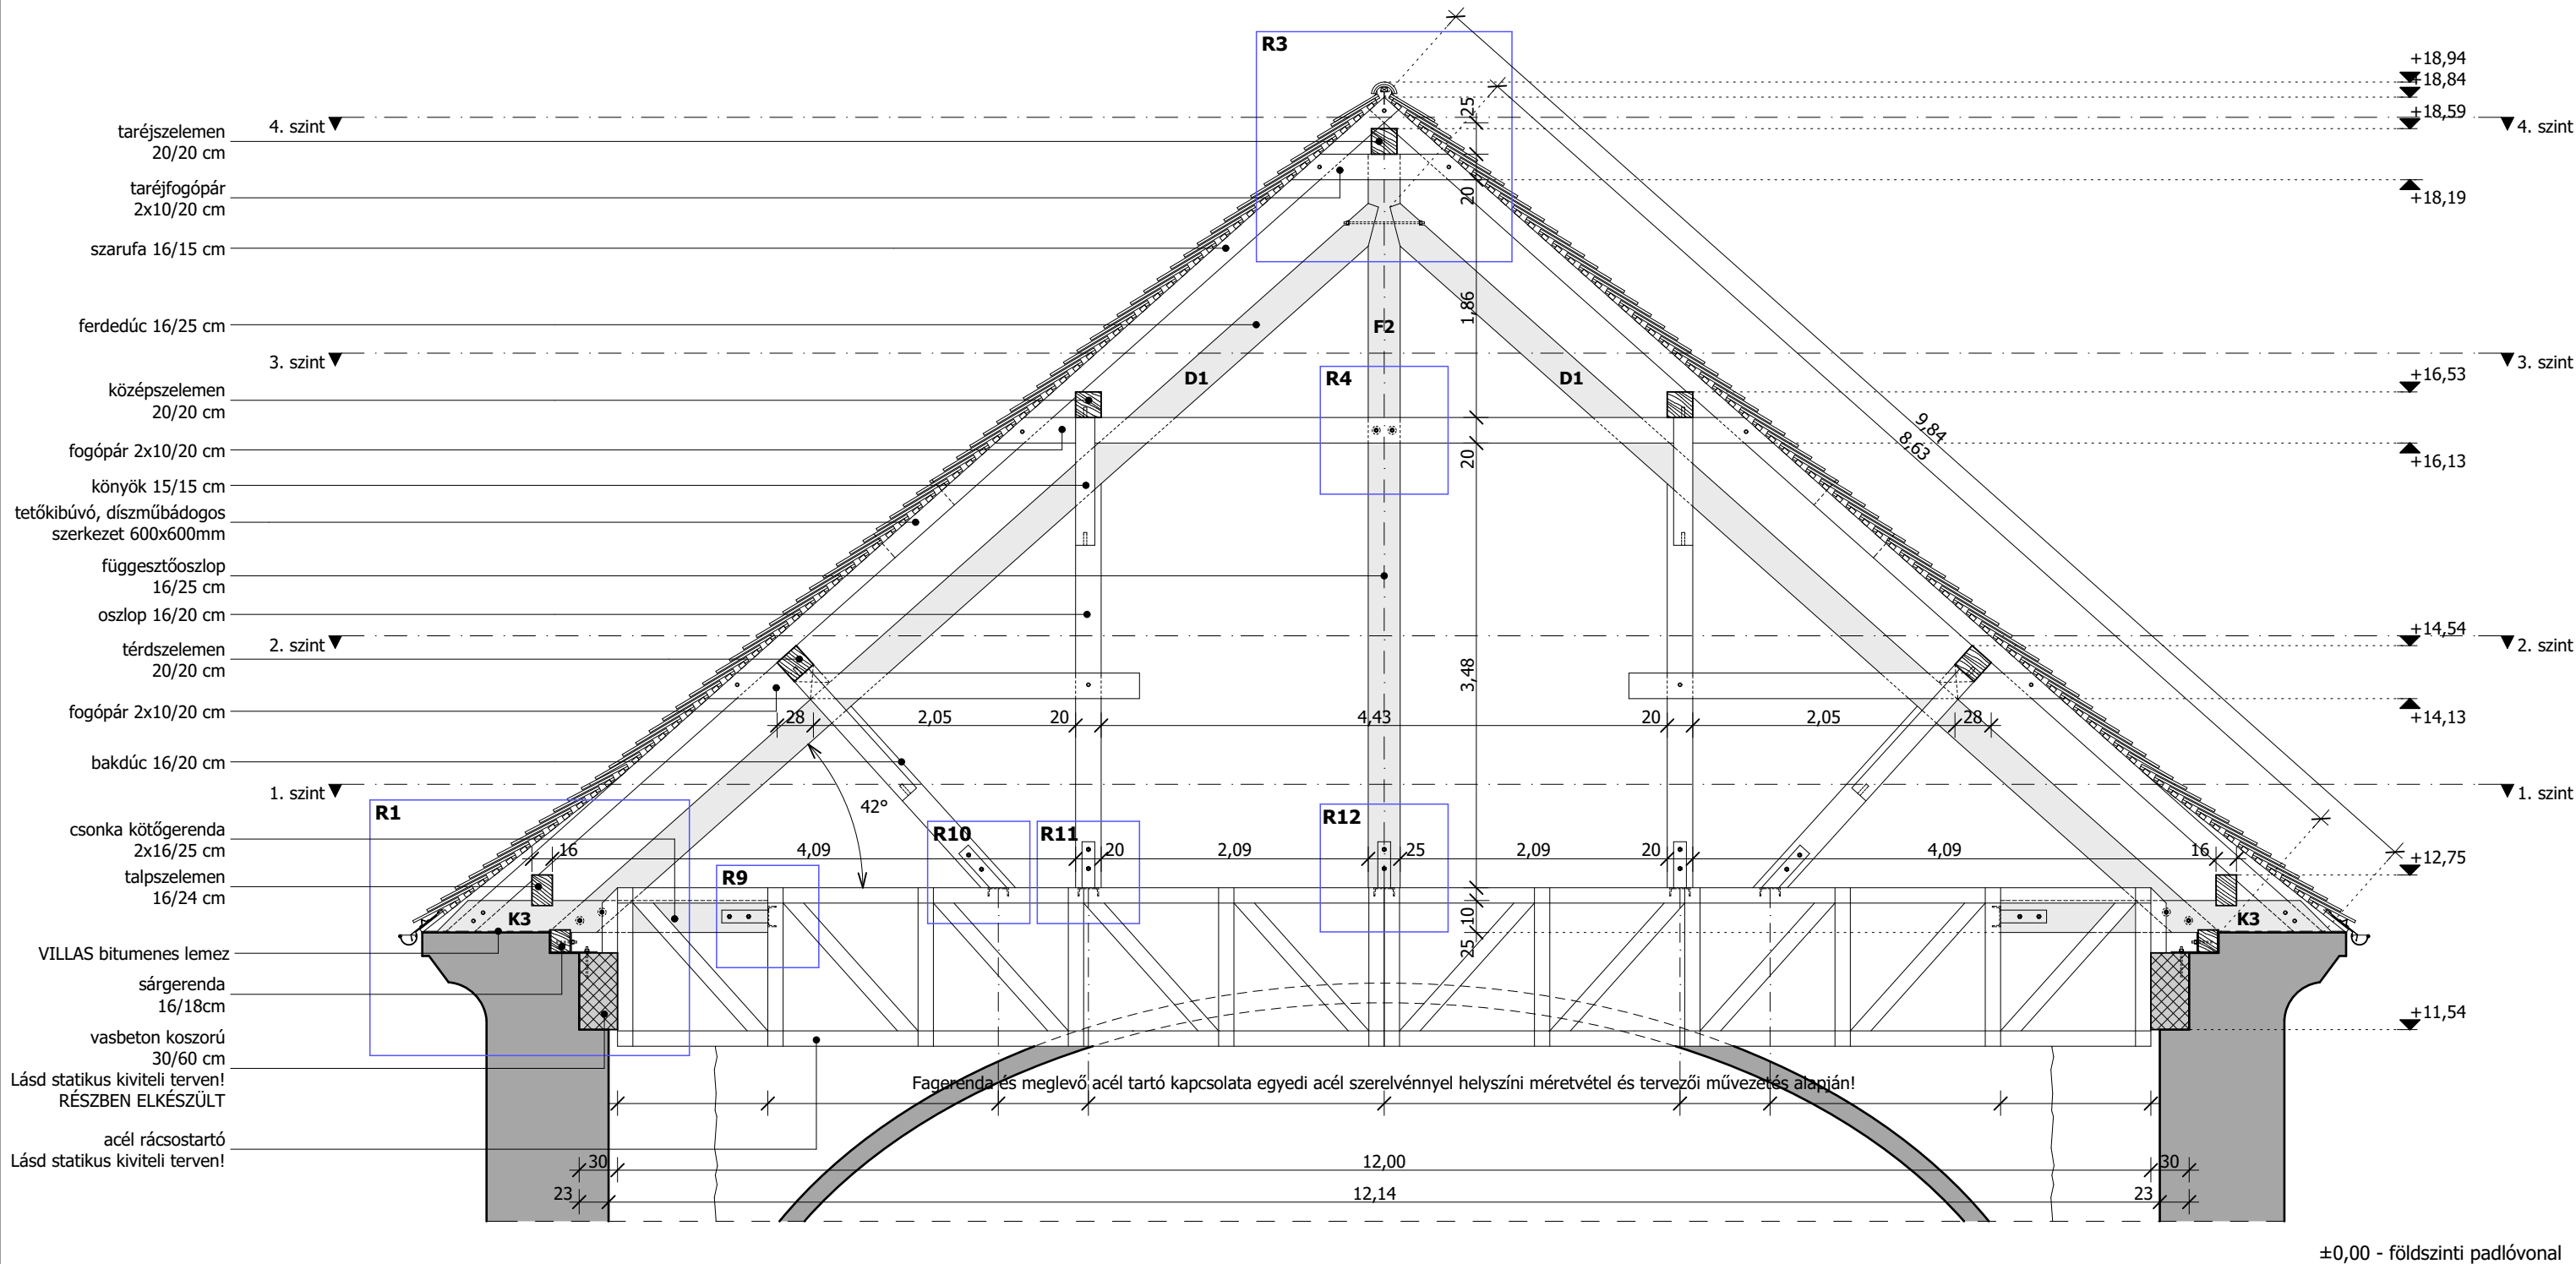 R3
+18,94
+18,84
+18,59
4. szint
4. szint
taréjszelemen
20/20 cm
25
taréjfogópár
2x10/20 cm
20
+18,19
szarufa 16/15 cm
ferdedúc 16/25 cm
1,86
F2
3. szint
3. szint
D1
R4
D1
+16,53
középszelemen
20/20 cm
9,84
8,63
fogópár 2x10/20 cm
20
+16,13
könyök 15/15 cm
tetőkibúvó, díszműbádogos
szerkezet 600x600mm
függesztőoszlop
16/25 cm
oszlop 16/20 cm
+14,54
2. szint
2. szint
térdszelemen
20/20 cm
3,48
fogópár 2x10/20 cm
28
2,05
20
4,43
20
2,05
28
+14,13
bakdúc 16/20 cm
1. szint
1. szint
42°
R1
R10
R11
R12
csonka kötőgerenda
2x16/25 cm
16
4,09
20
2,09
25
2,09
20
4,09
16
+12,75
talpszelemen
16/24 cm
R9
K3
10
K3
VILLAS bitumenes lemez
25
sárgerenda
16/18cm
+11,54
vasbeton koszorú
30/60 cm
Lásd statikus kiviteli terven!
RÉSZBEN ELKÉSZÜLT
Fagerenda és meglevő acél tartó kapcsolata egyedi acél szerelvénnyel helyszíni méretvétel és tervezői művezetés alapján!
acél rácsostartó
Lásd statikus kiviteli terven!
30
12,00
30
23
12,14
23
±0,00 - földszinti padlóvonal